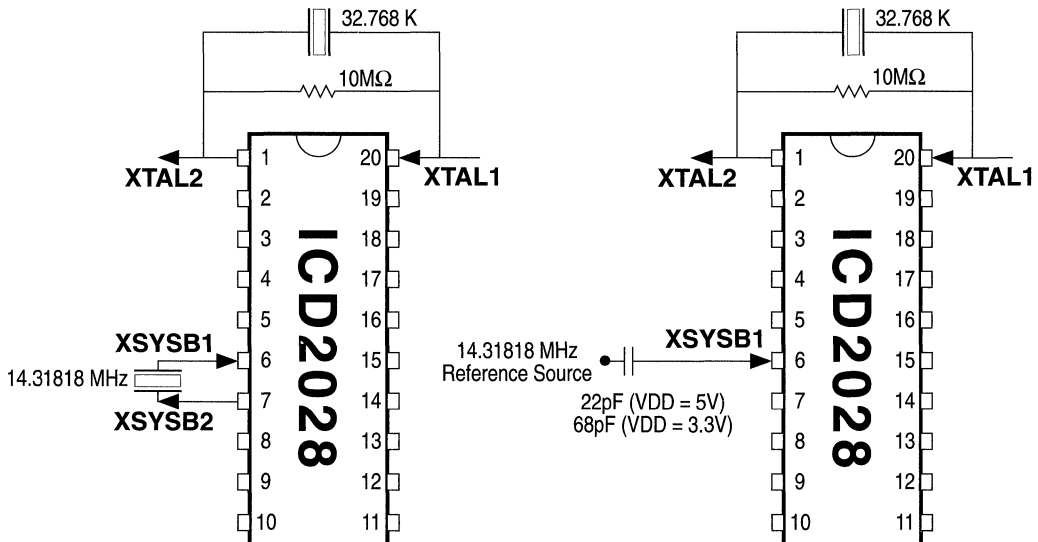 32.768 K
10MΩ
XTAL2
XTAL1
1
2
3
4
5
6
7
8
9
10
20
19
18
17
16
15
14
13
12
11
ICD2028
XSYSB1
14.31818 MHz
XSYSB2
32.768 K
10MΩ
XTAL2
XTAL1
1
2
3
4
5
6
7
8
9
10
20
19
18
17
16
15
14
13
12
11
ICD2028
XSYSB1
14.31818 MHz
Reference Source
22pF (VDD = 5V)
68pF (VDD = 3.3V)